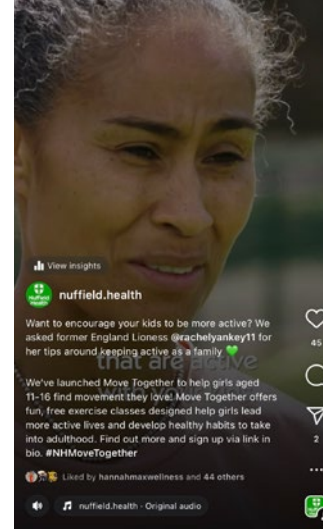 View insights
Nuffield
Health
nuffield.health
Want to encourage your kids to be more active? We
asked former England Lioness @rachelyankey11 for
her tips around keeping active as a family 💚
that are active
with you
We've launched Move Together to help girls aged
11-16 find movement they love! Move Together offers
fun, free exercise classes designed help girls lead
more active lives and develop healthy habits to take
into adulthood. Find out more and sign up via link in
bio. #NHMoveTogether
45
2
Liked by hannahmaxwellness and 44 others
nuffield.health · Original audio